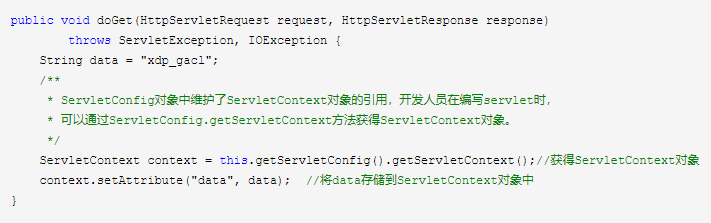 public void doGet(HttpServletRequest request, HttpServletResponse response)
throws ServletException, IOException {
String data = "xdp_gacl";
/**
* ServletConfig对象中维护了ServletContext对象的引用，开发人员在编写servlet时，
* 可以通过ServletConfig.getServletContext方法获得ServletContext对象。
*/
ServletContext context = this.getServletConfig().getServletContext();//获得ServletContext对象
context.setAttribute("data", data);  //将data存储到ServletContext对象中
}